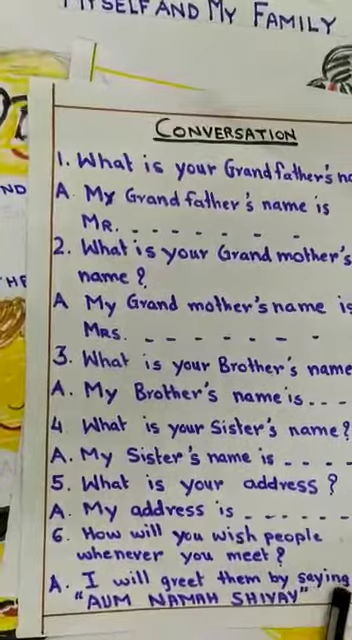 MYSELF AND MY FAMILY
CONVERSATION
1. What is your Grandfather's
A. My Grand father's name is
MR. - - - - - - -
2. What is your Grand mother's
name?
A My Grand mother's name is
MRS. - - - - - - -
3. What is your Brother's name
A. My Brother's name is. - - -
4. What is your Sister's name?
A. My Sister's name is - - - -
5. What is your address?
A. My address is - - - - - -
6. How will you wish people
whenever you meet?
A. I will greet them by saying
"AUM NAMAH SHIVAY"